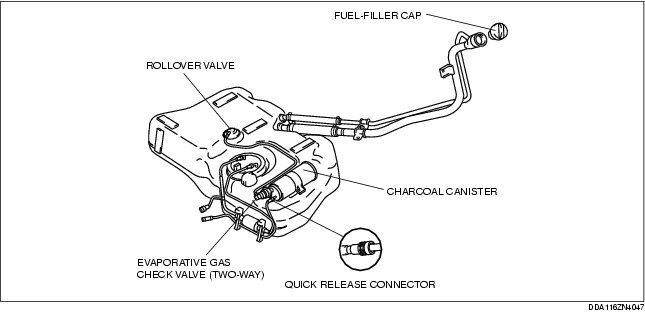 FUEL-FILLER CAP
ROLLOVER VALVE
CHARCOAL CANISTER
EVAPORATIVE GAS
CHECK VALVE (TWO-WAY)
QUICK RELEASE CONNECTOR
DDA116ZN4047